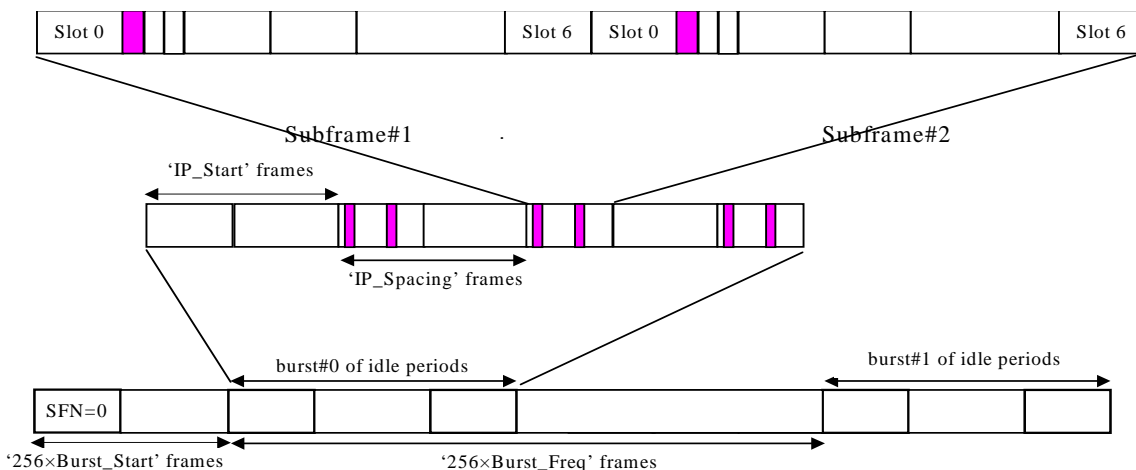 Slot 0
Slot 6
Slot 0
Slot 6
Subframe#1
Subframe#2
‘IP_Start’ frames
‘IP_Spacing’ frames
burst#0 of idle periods
burst#1 of idle periods
SFN=0
‘256×Burst_Start’ frames
‘256×Burst_Freq’ frames